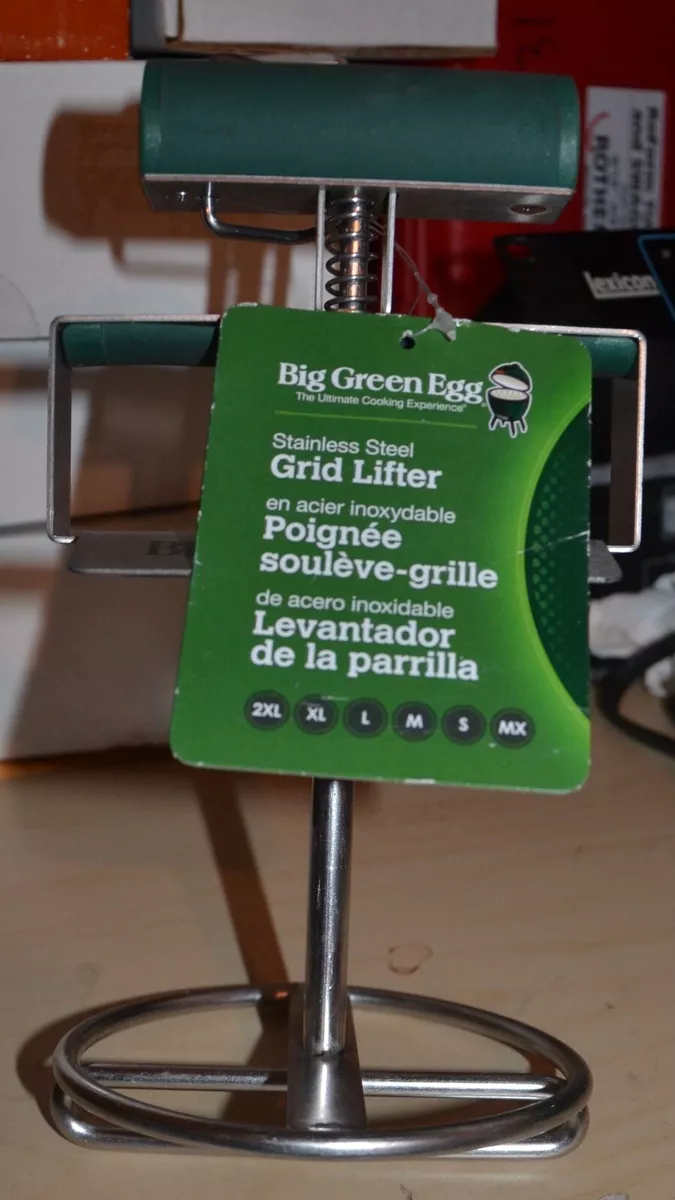 Big Green Egg
The Ultimate Cooking Experience®
Stainless Steel
Grid Lifter
en acier inoxydable
Poignée
soulève-grille
de acero inoxidable
Levantador
de la parrilla
2XL XL L M S MX
lexicon